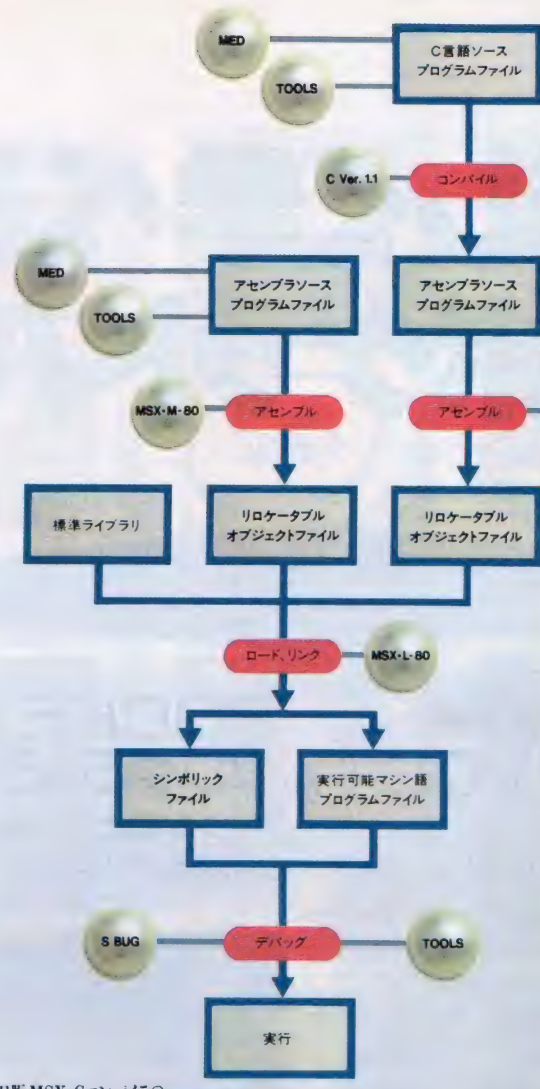 MED
C言語ソース
プログラムファイル
TOOLS
C Ver. 1.1
コンパイル
MED
アセンブラソース
プログラムファイル
アセンブラソース
プログラムファイル
TOOLS
MSX・M-80
アセンブル
アセンブル
標準ライブラリ
リロケータブル
オブジェクトファイル
リロケータブル
オブジェクトファイル
ロード、リンク
MSX・L-80
シンボリック
ファイル
実行可能マシン語
プログラムファイル
S BUG
デバッグ
TOOLS
実行